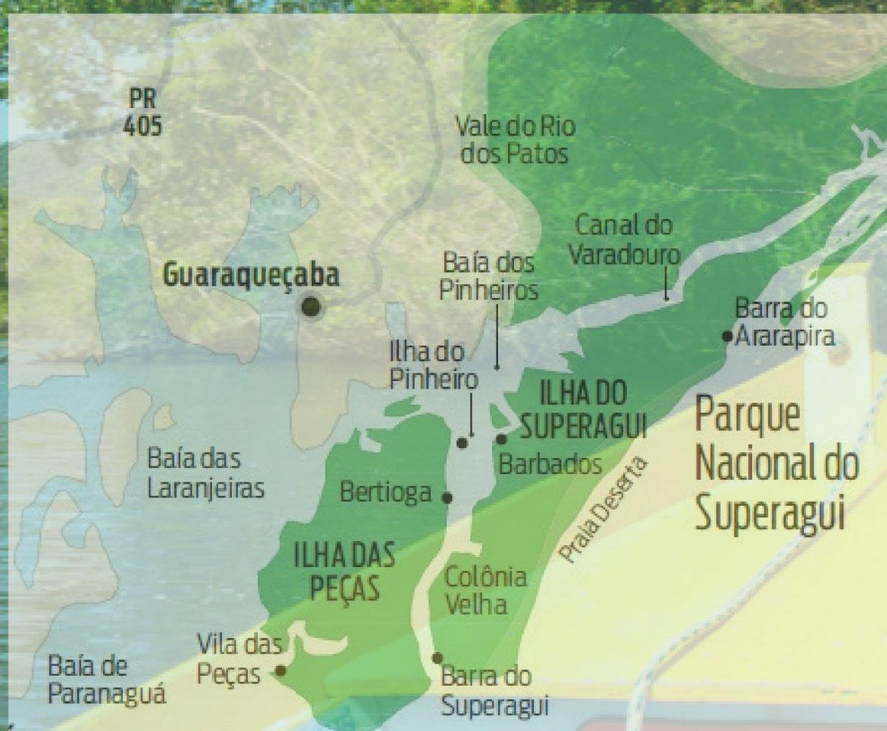 PR
405
Vale do Rio
dos Patos
Canal do
Varadouro
Guaraqueçaba
Baía dos
Pinheiros
Barra do
Ararapira
Ilha do
Pinheiro
ILHA DO
SUPERAGUI
Parque
Nacional do
Superagui
Baía das
Laranjeiras
Barbados
Bertioga
Praia Deserta
ILHA DAS
PEÇAS
Colônia
Velha
Vila das
Peças
Baía de
Paranaguá
Barra do
Superagui